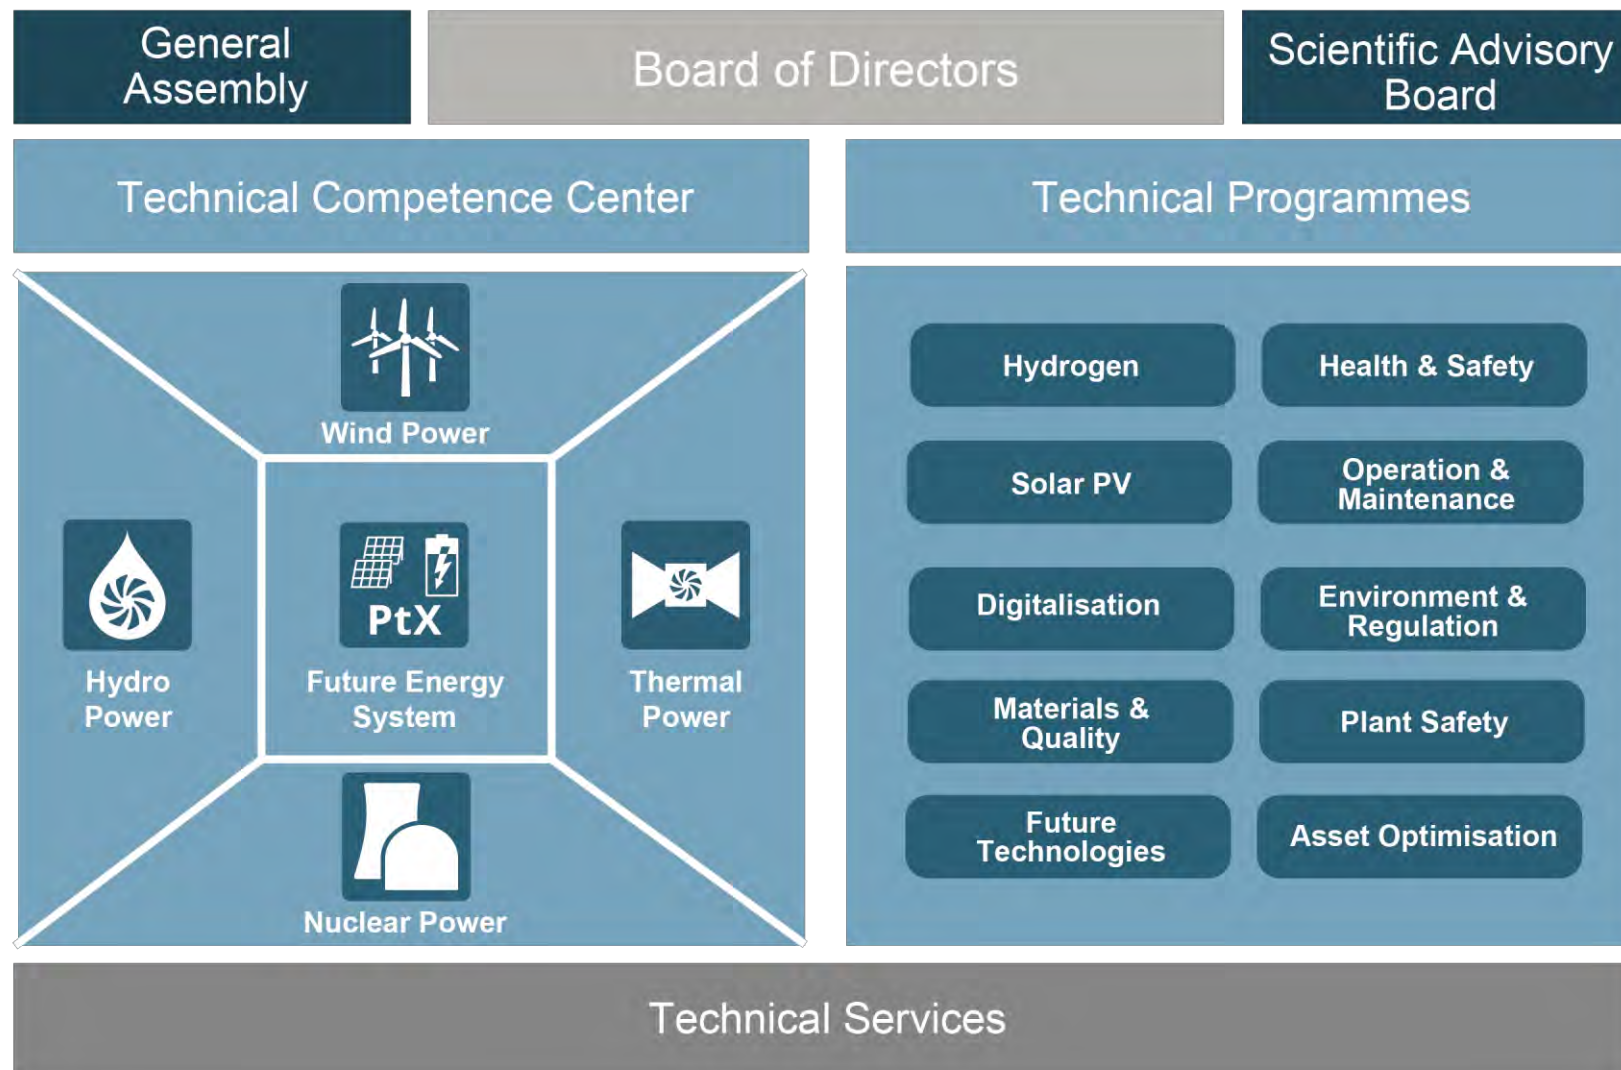 General
Assembly
Board of Directors
Scientific Advisory
Board
Technical Competence Center
Technical Programmes
Wind Power
Hydro
Power
PtX
Future Energy
System
Thermal
Power
Nuclear Power
Hydrogen
Health & Safety
Solar PV
Operation &
Maintenance
Digitalisation
Environment &
Regulation
Materials &
Quality
Plant Safety
Future
Technologies
Asset Optimisation
Technical Services